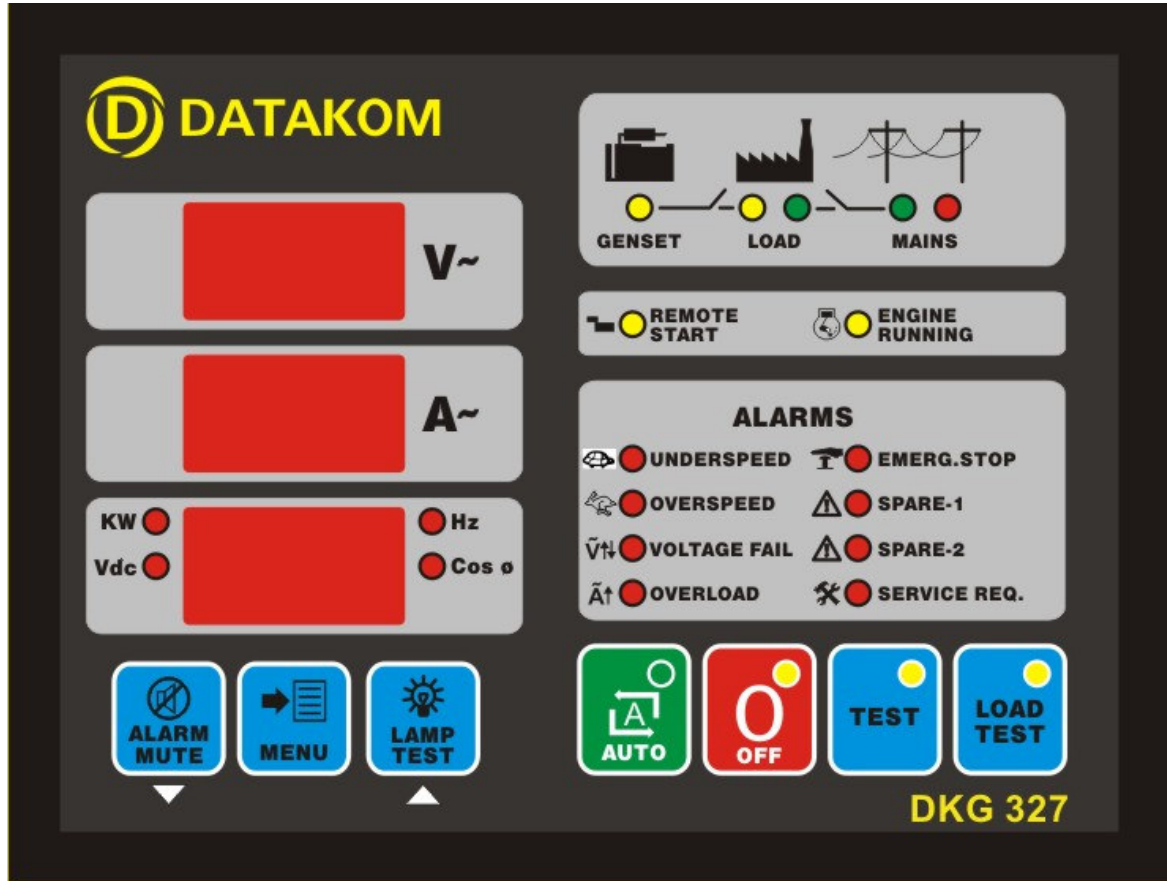 D DATAKOM
V~
A~
KW
Hz
Vdc
Cos ø
ALARM
MUTE
MENU
LAMP
TEST
GENSET
LOAD
MAINS
REMOTE
START
ENGINE
RUNNING
ALARMS
UNDERSPEED
EMERG.STOP
OVERSPEED
SPARE-1
Ṽ⇅
VOLTAGE FAIL
SPARE-2
Ã↑
OVERLOAD
SERVICE REQ.
A
AUTO
0
OFF
TEST
LOAD
TEST
DKG 327